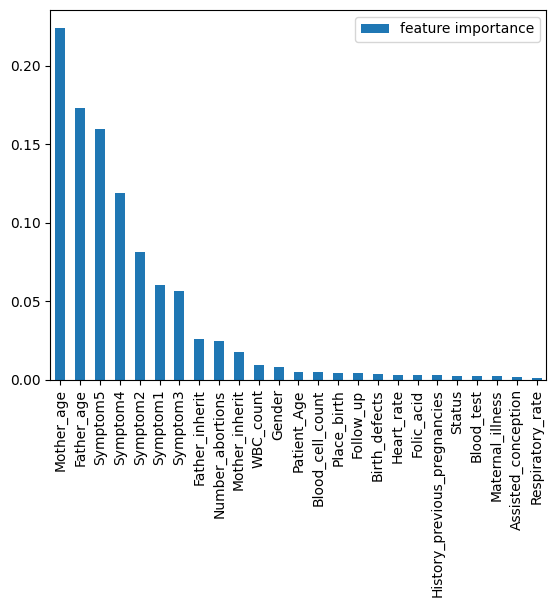 feature importance
0.20
0.15
0.10
0.05
0.00
Mother_age
Father_age
Symptom5
Symptom4
Symptom2
Symptom1
Symptom3
Father_inherit
Number_abortions
Mother_inherit
WBC_count
Gender
Patient_Age
Blood_cell_count
Place_birth
Follow_up
Birth_defects
Heart_rate
Folic_acid
History_previous_pregnancies
Status
Blood_test
Maternal_illness
Assisted_conception
Respiratory_rate